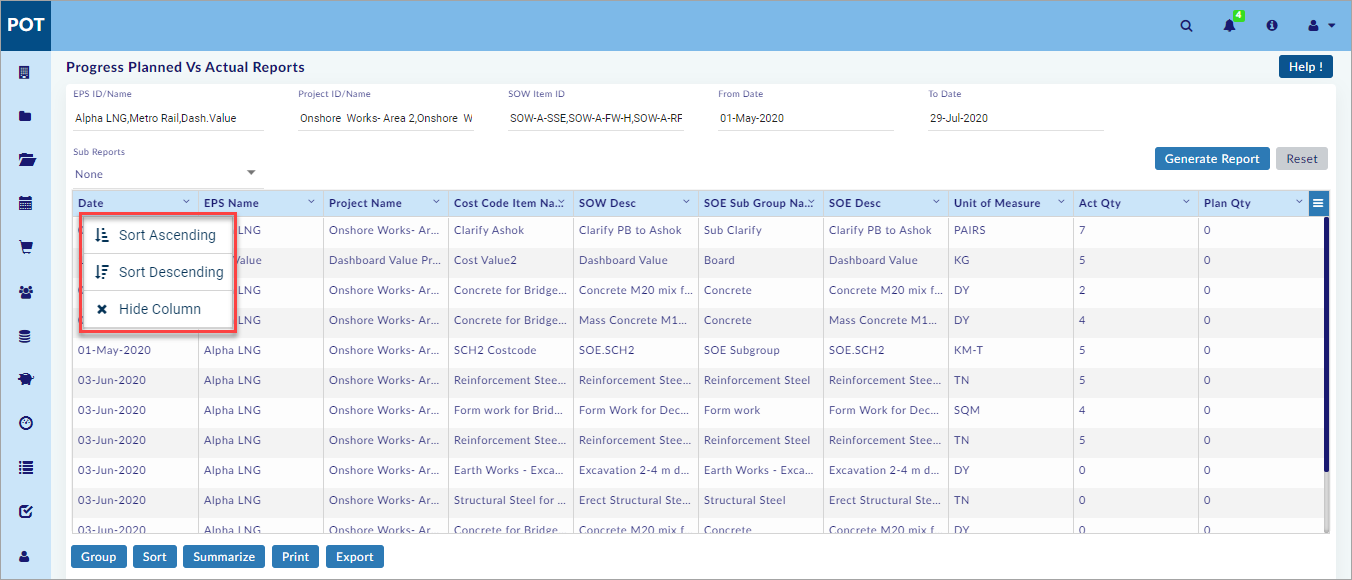 POT
4
Progress Planned Vs Actual Reports
Help !
EPS ID/Name Project ID/Name SOW Item ID From Date To Date
Alpha LNG,Metro Rail,Dash.Value Onshore Works- Area 2,Onshore W SOW-A-SSE,SOW-A-FW-H,SOW-A-RF 01-May-2020 29-Jul-2020
Sub Reports
None
Generate Report Reset
Date EPS Name Project Name Cost Code Item Na... SOW Desc SOE Sub Group Na... SOE Desc Unit of Measure Act Qty Plan Qty
Sort Ascending
Sort Descending
Hide Column
LNG Onshore Works- Ar... Clarify Ashok Clarify PB to Ashok Sub Clarify Clarify PB to Ashok PAIRS 7 0
Value Dashboard Value Pr... Cost Value2 Dashboard Value Board Dashboard Value KG 5 0
LNG Onshore Works- Ar... Concrete for Bridge... Concrete M20 mix f... Concrete Concrete M20 mix f... DY 2 0
LNG Onshore Works- Ar... Concrete for Bridge... Mass Concrete M1... Concrete Mass Concrete M1... DY 4 0
01-May-2020 Alpha LNG Onshore Works- Ar... SCH2 Costcode SOE.SCH2 SOE Subgroup SOE.SCH2 KM-T 5 0
03-Jun-2020 Alpha LNG Onshore Works- Ar... Reinforcement Stee... Reinforcement Stee... Reinforcement Steel Reinforcement Stee... TN 5 0
03-Jun-2020 Alpha LNG Onshore Works- Ar... Form work for Brid... Form Work for Dec... Form work Form Work for Dec... SQM 4 0
03-Jun-2020 Alpha LNG Onshore Works- Ar... Reinforcement Stee... Reinforcement Stee... Reinforcement Steel Reinforcement Stee... TN 5 0
03-Jun-2020 Alpha LNG Onshore Works- Ar... Earth Works - Exca... Excavation 2-4 m d... Earth Works - Exca... Excavation 2-4 m d... DY 0 0
03-Jun-2020 Alpha LNG Onshore Works- Ar... Structural Steel for ... Erect Structural Ste... Structural Steel Erect Structural Ste... TN 0 0
03-Jun-2020 Alpha LNG Onshore Works- Ar... Concrete for Bridge... Concrete M20 mix f... Concrete Concrete M20 mix f... DY 0 0
Group Sort Summarize Print Export